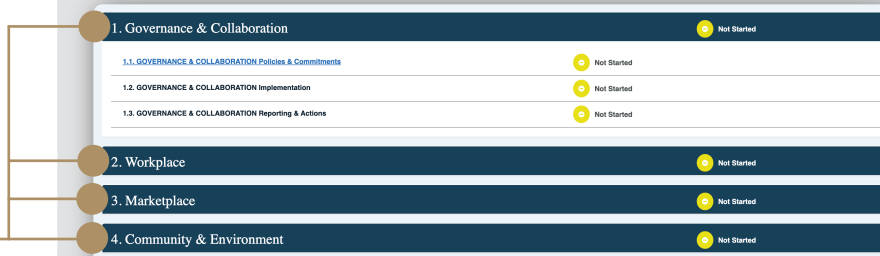 1. Governance & Collaboration Not Started
1.1. GOVERNANCE & COLLABORATION Policies & Commitments Not Started
1.2. GOVERNANCE & COLLABORATION Implementation Not Started
1.3. GOVERNANCE & COLLABORATION Reporting & Actions Not Started
2. Workplace Not Started
3. Marketplace Not Started
4. Community & Environment Not Started